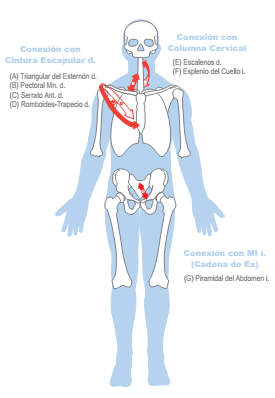 Conexión con
Cintura Escapular d.
(A) Triangular del Esternón d.
(B) Pectoral Mn. d.
(C) Serrato Ant. d.
(D) Romboides-Trapecio d.
Conexión con
Columna Cervical
(E) Escalenos d.
(F) Esplenio del Cuello i.
Conexión con MI i.
(Cadena de Ex)
(G) Piramidal del Abdomen i.